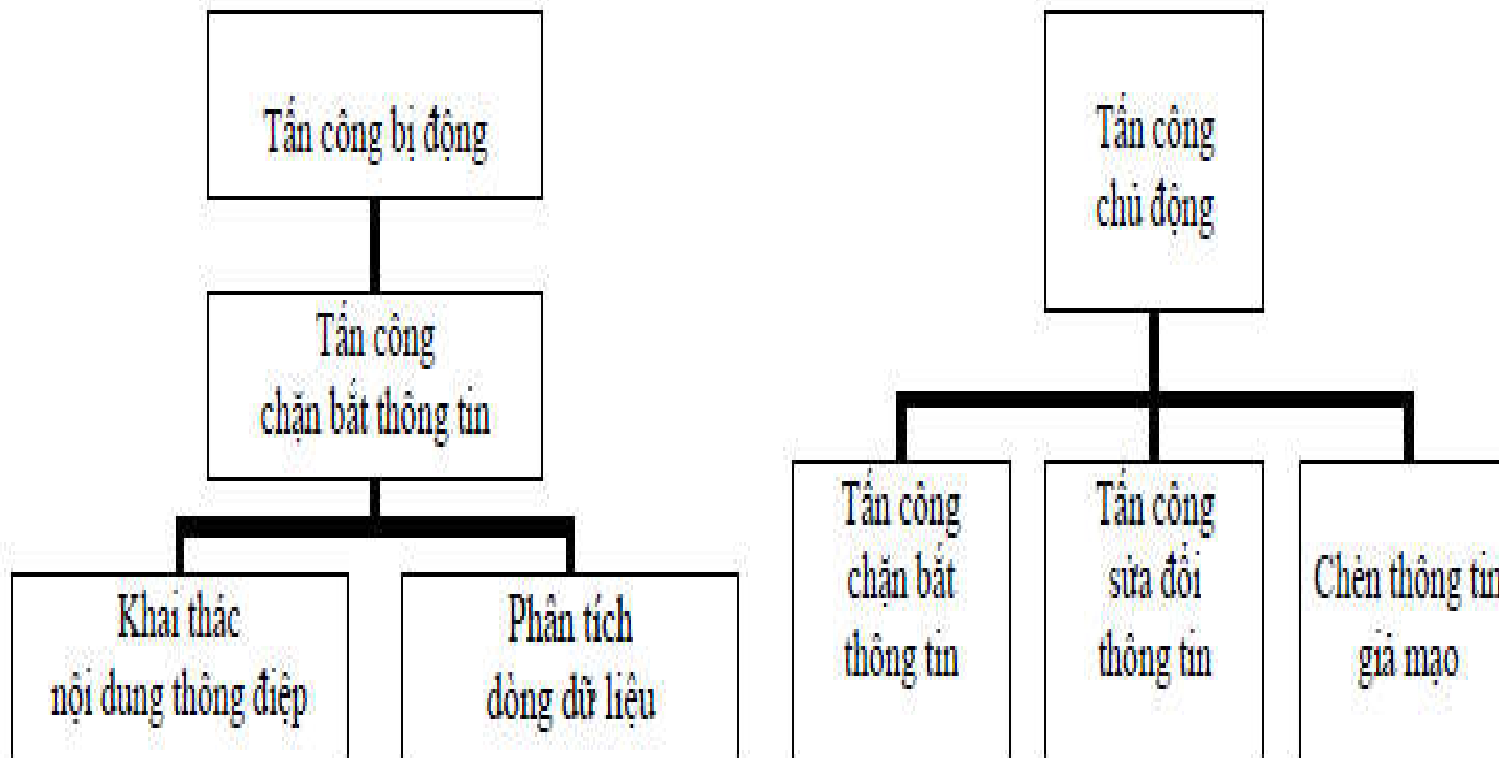 Tấn công bị động
Tấn công
chặn bắt thông tin
Khai thác
nội dung thông điệp
Phân tích
dòng dữ liệu
Tấn công
chủ động
Tấn công
chặn bắt
thông tin
Tấn công
sửa đổi
thông tin
Chèn thông tin
giả mạo